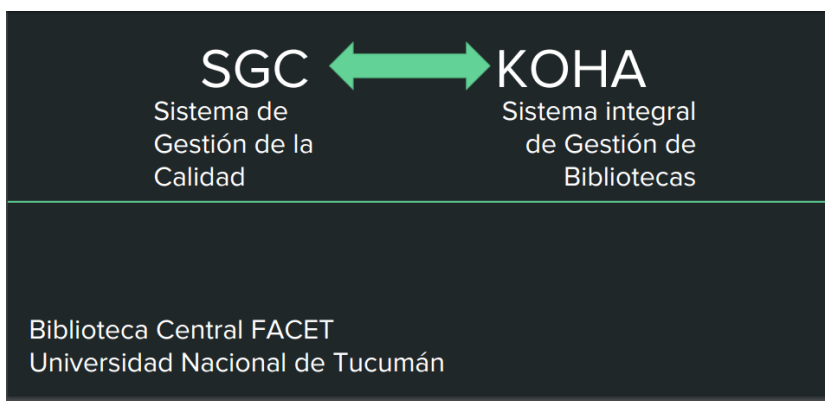 SGC KOHA
Sistema de
Gestión de la
Calidad
Sistema integral
de Gestión de
Bibliotecas
Biblioteca Central FACET
Universidad Nacional de Tucumán